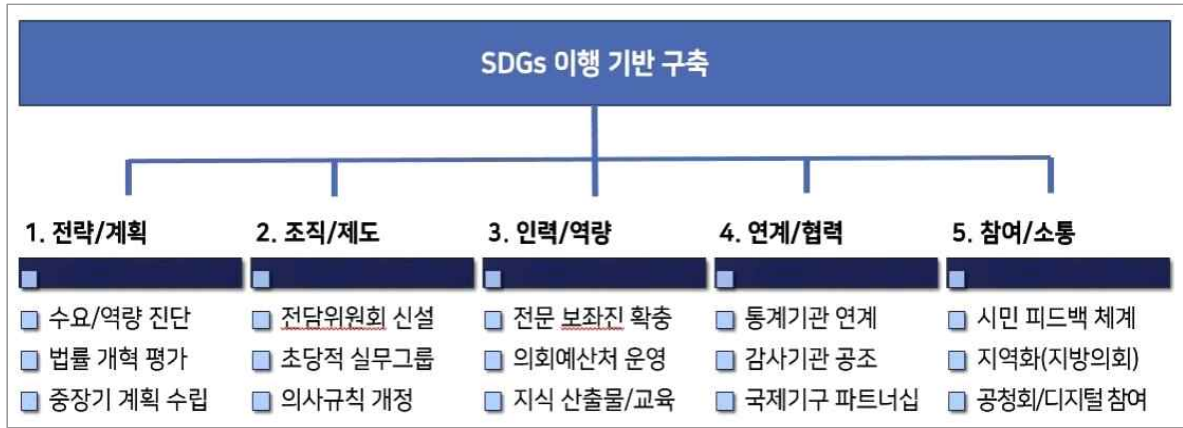 SDGs 이행 기반 구축
1. 전략/계획
수요/역량 진단
법률 개혁 평가
중장기 계획 수립
2. 조직/제도
전담위원회 신설
초당적 실무그룹
의사규칙 개정
3. 인력/역량
전문 보좌진 확충
의회예산처 운영
지식 산출물/교육
4. 연계/협력
통계기관 연계
감사기관 공조
국제기구 파트너십
5. 참여/소통
시민 피드백 체계
지역화(지방의회)
공청회/디지털 참여